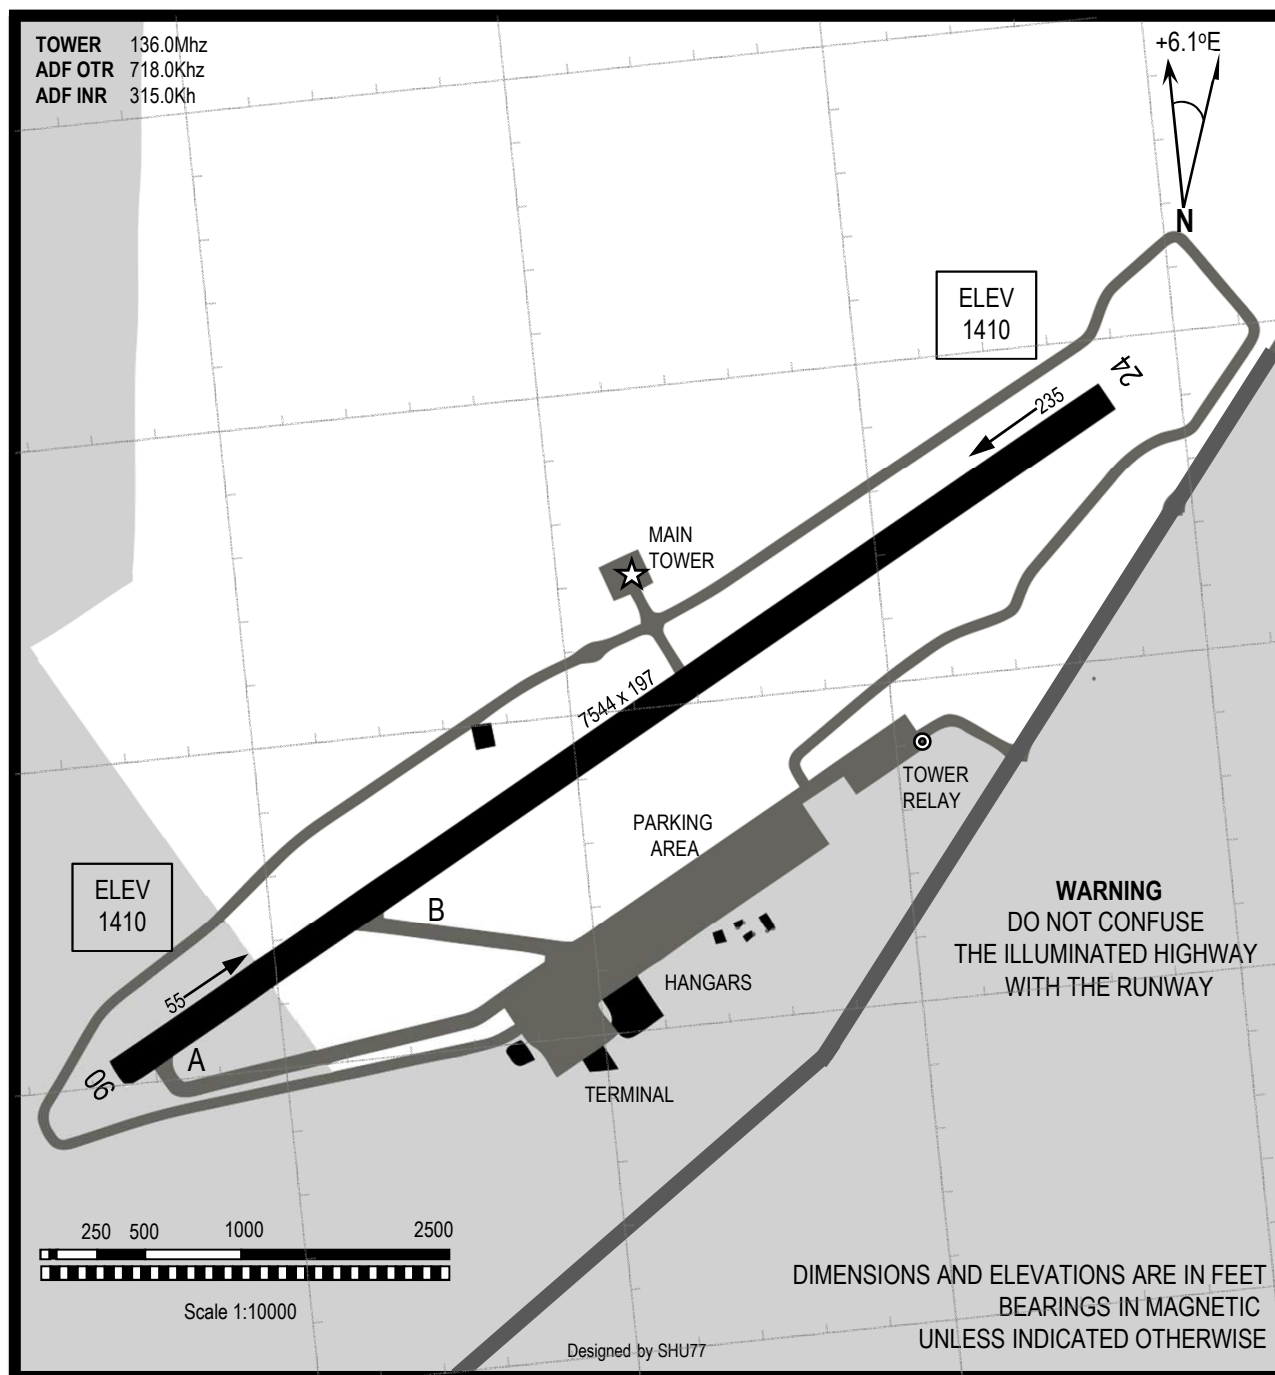 TOWER 136.0Mhz
ADF OTR 718.0Khz
ADF INR 315.0Kh
+6.1ºE
N
ELEV
1410
24
235
MAIN
TOWER
7544 x 197
TOWER
RELAY
PARKING
AREA
ELEV
1410
B
WARNING
DO NOT CONFUSE
THE ILLUMINATED HIGHWAY
WITH THE RUNWAY
HANGARS
55
A
06
TERMINAL
250 500 1000 2500
Scale 1:10000
DIMENSIONS AND ELEVATIONS ARE IN FEET
BEARINGS IN MAGNETIC
UNLESS INDICATED OTHERWISE
Designed by SHU77